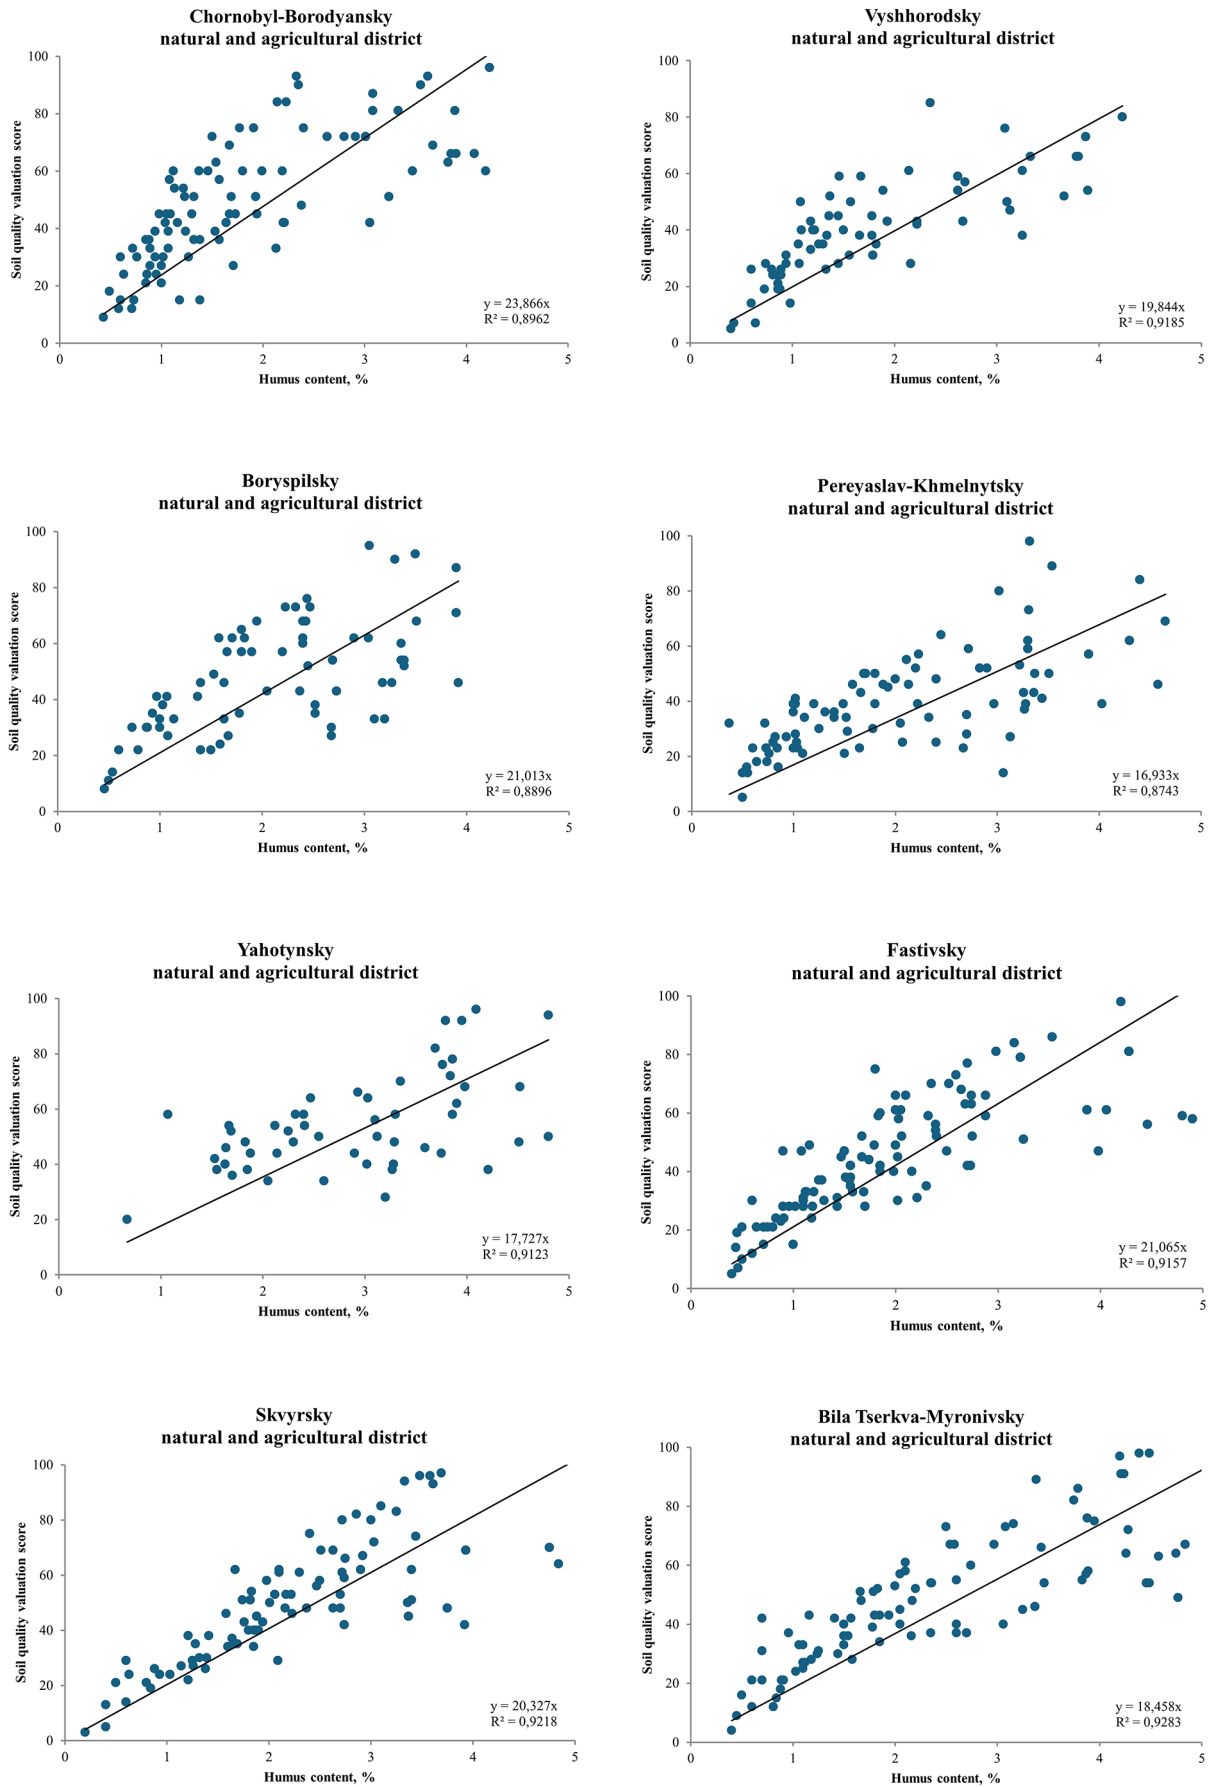 Chornobyl-Borodyansky
natural and agricultural district
Soil quality valuation score
100
80
60
40
20
0
y = 23,866x
R² = 0,8962
0 1 2 3 4 5
Humus content, %
Vyshhorodsky
natural and agricultural district
Soil quality valuation score
100
80
60
40
20
0
y = 19,844x
R² = 0,9185
0 1 2 3 4 5
Humus content, %
Boryspilsky
natural and agricultural district
Soil quality valuation score
100
80
60
40
20
0
y = 21,013x
R² = 0,8896
0 1 2 3 4 5
Humus content, %
Pereyaslav-Khmelnytsky
natural and agricultural district
Soil quality valuation score
100
80
60
40
20
0
y = 16,933x
R² = 0,8743
0 1 2 3 4 5
Humus content, %
Yahotynsky
natural and agricultural district
Soil quality valuation score
100
80
60
40
20
0
y = 17,727x
R² = 0,9123
0 1 2 3 4 5
Humus content, %
Fastivsky
natural and agricultural district
Soil quality valuation score
100
80
60
40
20
0
y = 21,065x
R² = 0,9157
0 1 2 3 4 5
Humus content, %
Skvyrsky
natural and agricultural district
Soil quality valuation score
100
80
60
40
20
0
y = 20,327x
R² = 0,9218
0 1 2 3 4 5
Humus content, %
Bila Tserkva-Myronivsky
natural and agricultural district
Soil quality valuation score
100
80
60
40
20
0
y = 18,458x
R² = 0,9283
0 1 2 3 4 5
Humus content, %